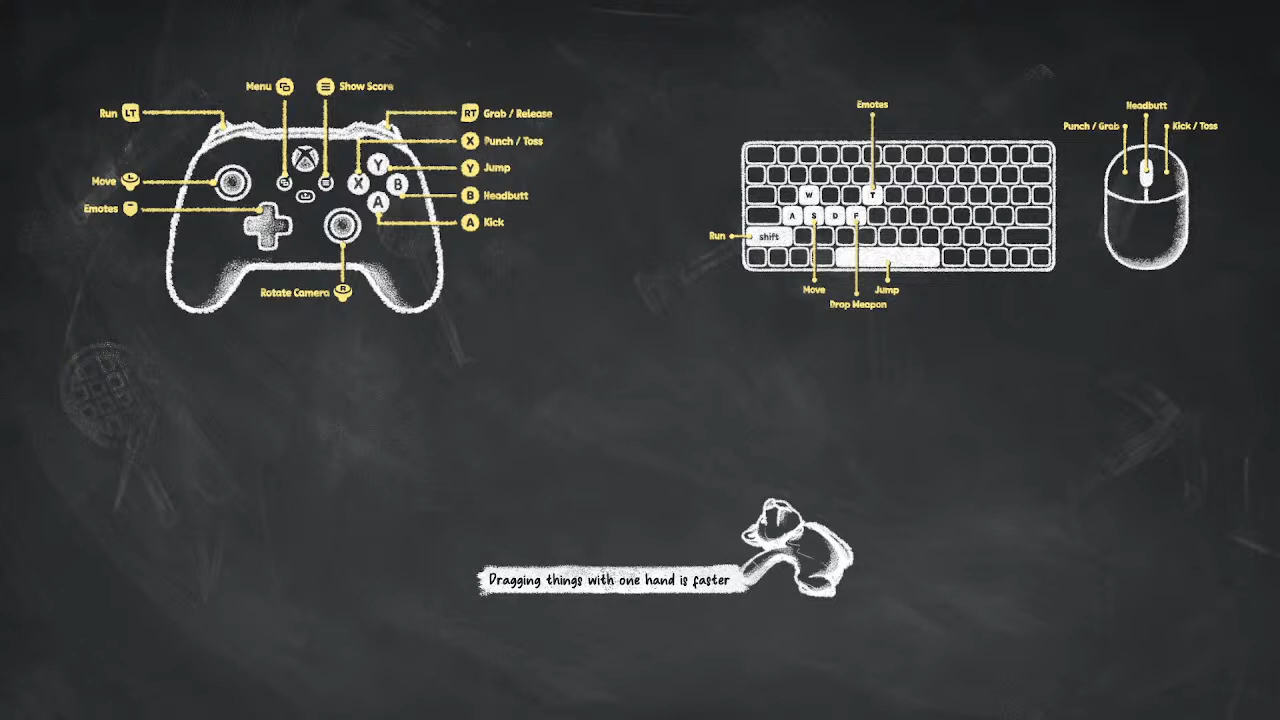 Menu
Show Score
Run LT
RT Grab / Release
X Punch / Toss
Y Jump
B Headbutt
A Kick
Move L
Emotes
Y
X B
A
Rotate Camera R
Emotes
W T
A S D F
Run
shift
Move
Jump
Drop Weapon
Headbutt
Punch / Grab
Kick / Toss
Dragging things with one hand is faster